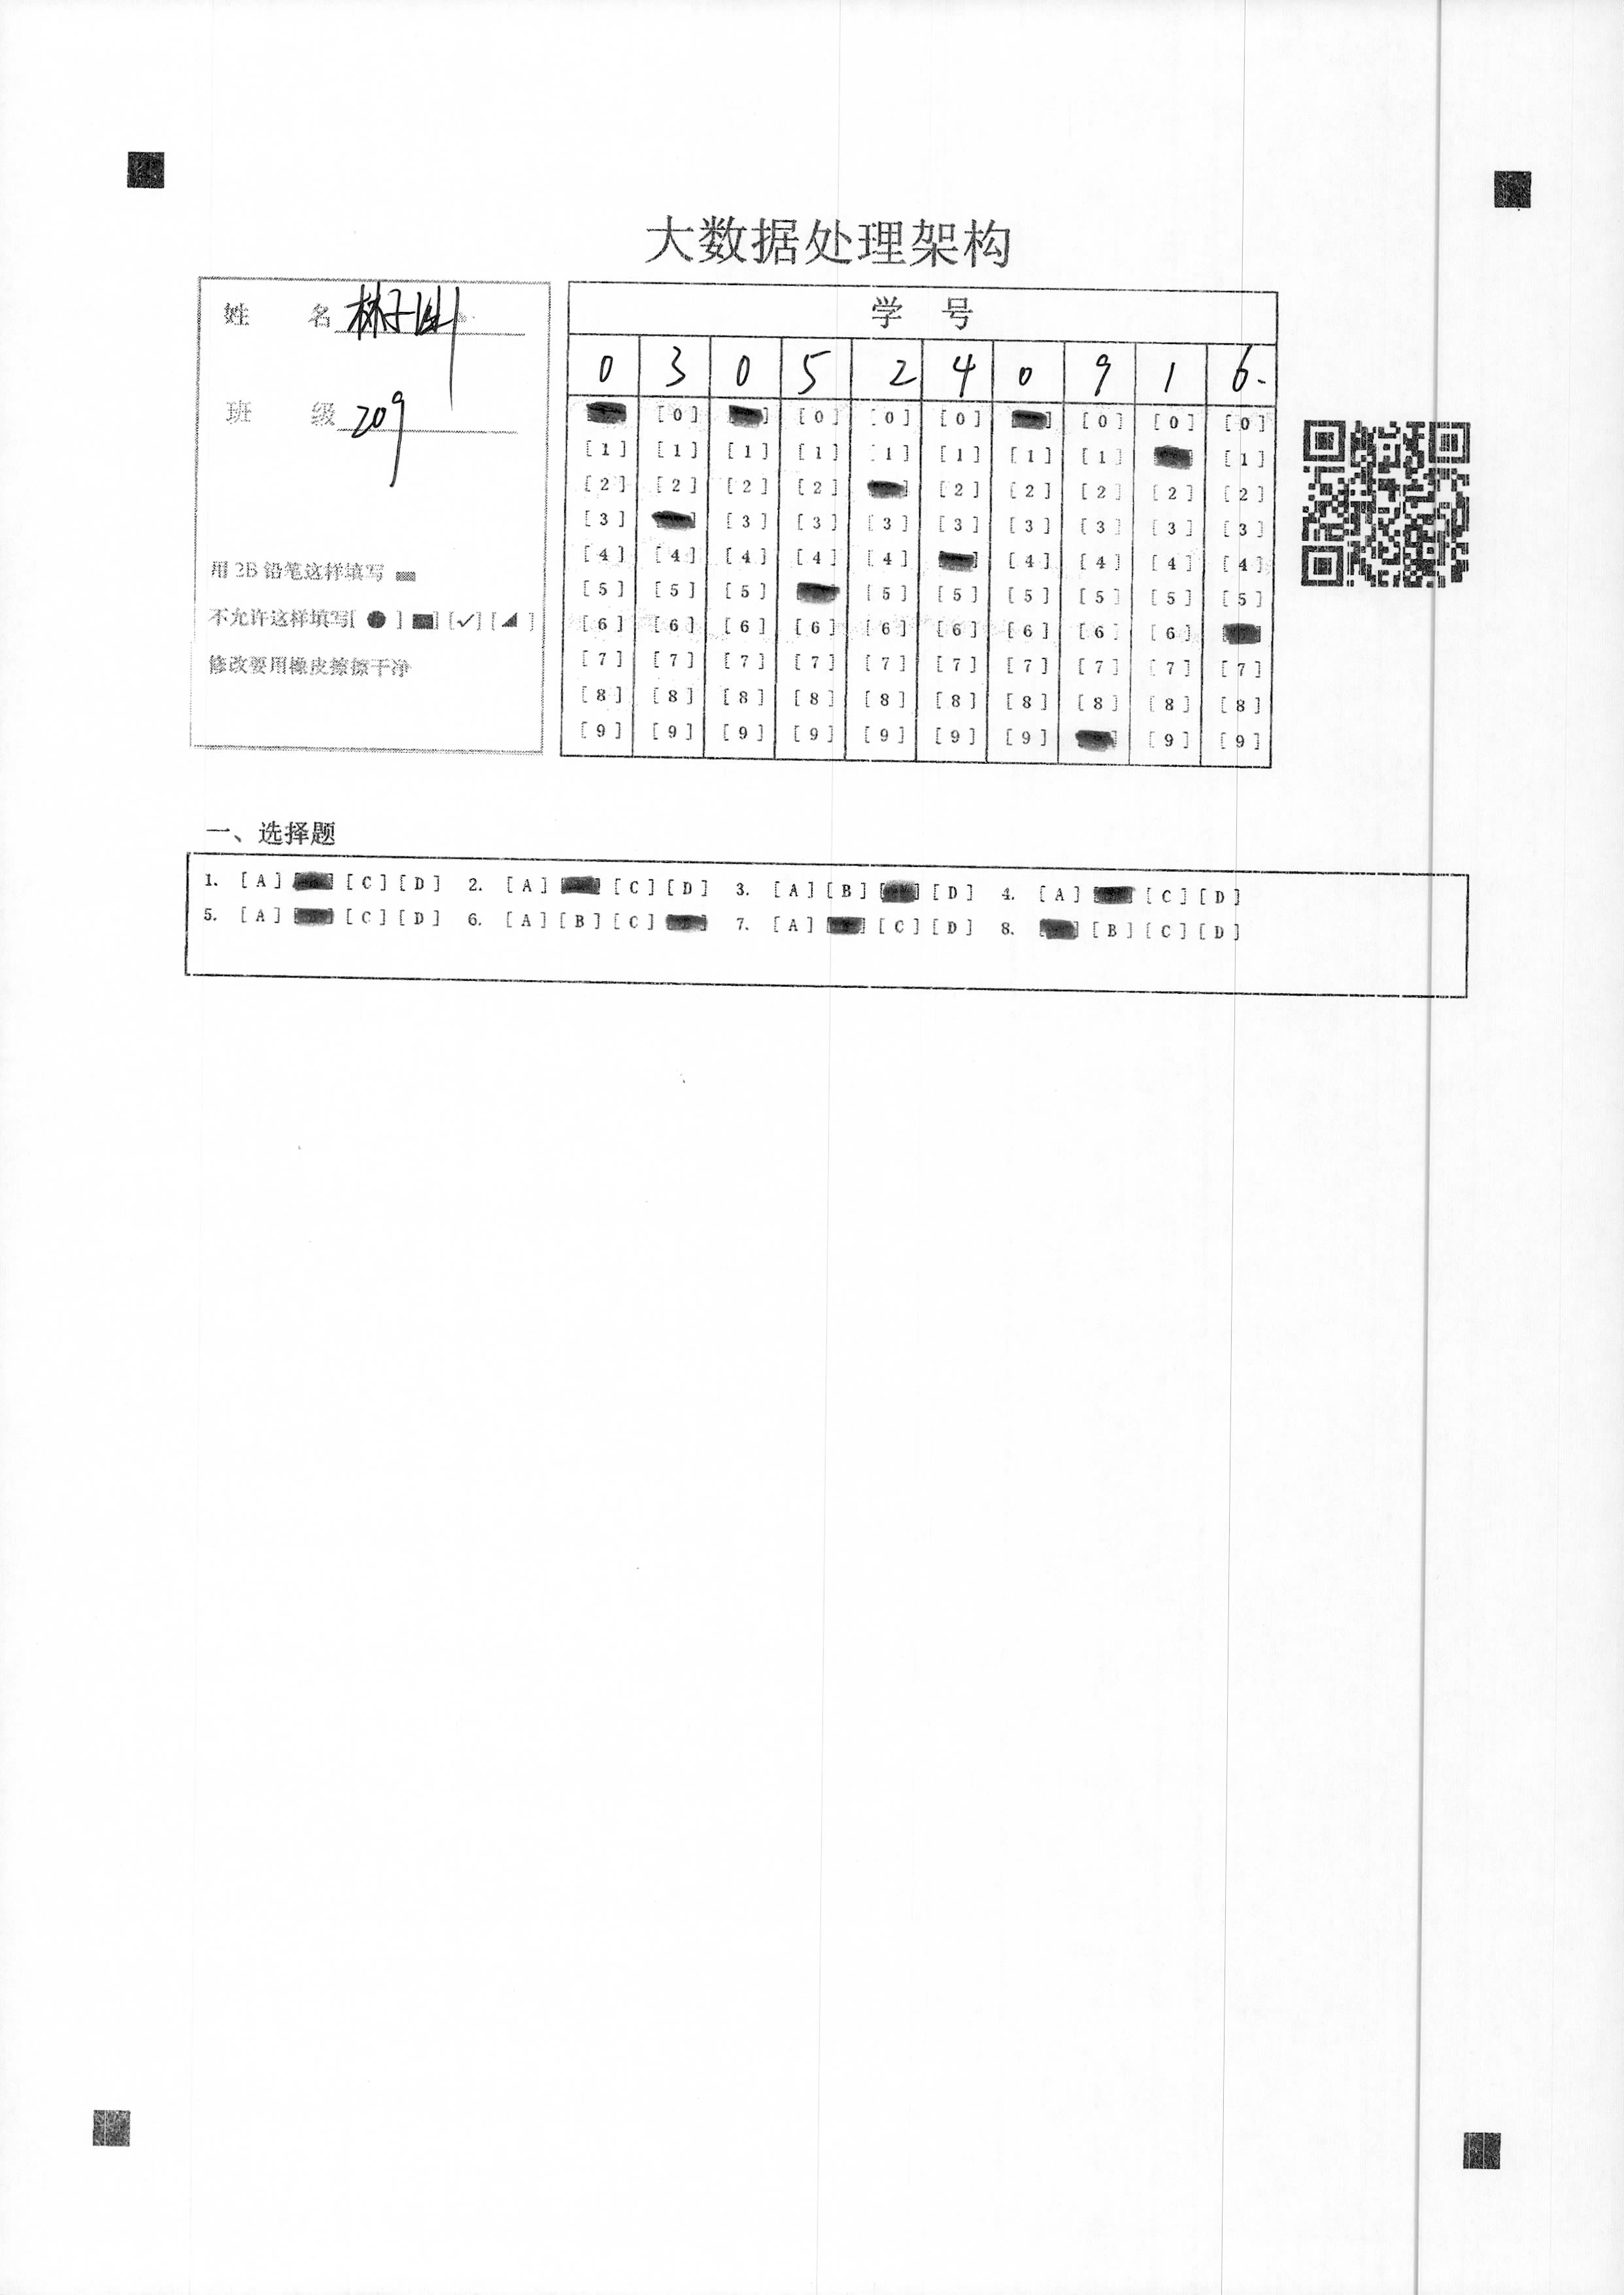 大数据处理架构
姓 名 林子
班 级 209
用 2B 铅笔这样填写
不允许这样填写[ ● ] [■] [✓] [◢ ]
修改要用橡皮擦擦干净
学 号
0 3 0 5 2 4 0 9 1 6.
[0] [0] [0] [0] [0] [0] [0]
[1] [1] [1] [1] [1] [1] [1] [1] [1]
[2] [2] [2] [2] [2] [2] [2] [2] [2]
[3] [3] [3] [3] [3] [3] [3] [3] [3]
[4] [4] [4] [4] [4] [4] [4] [4] [4]
[5] [5] [5] [5] [5] [5] [5] [5] [5]
[6] [6] [6] [6] [6] [6] [6] [6] [6]
[7] [7] [7] [7] [7] [7] [7] [7] [7] [7]
[8] [8] [8] [8] [8] [8] [8] [8] [8] [8]
[9] [9] [9] [9] [9] [9] [9] [9] [9]
一、选择题
1. [A] [C] [D] 2. [A] [C] [D] 3. [A] [B] [D] 4. [A] [C] [D]
5. [A] [C] [D] 6. [A] [B] [C] 7. [A] [C] [D] 8. [B] [C] [D]